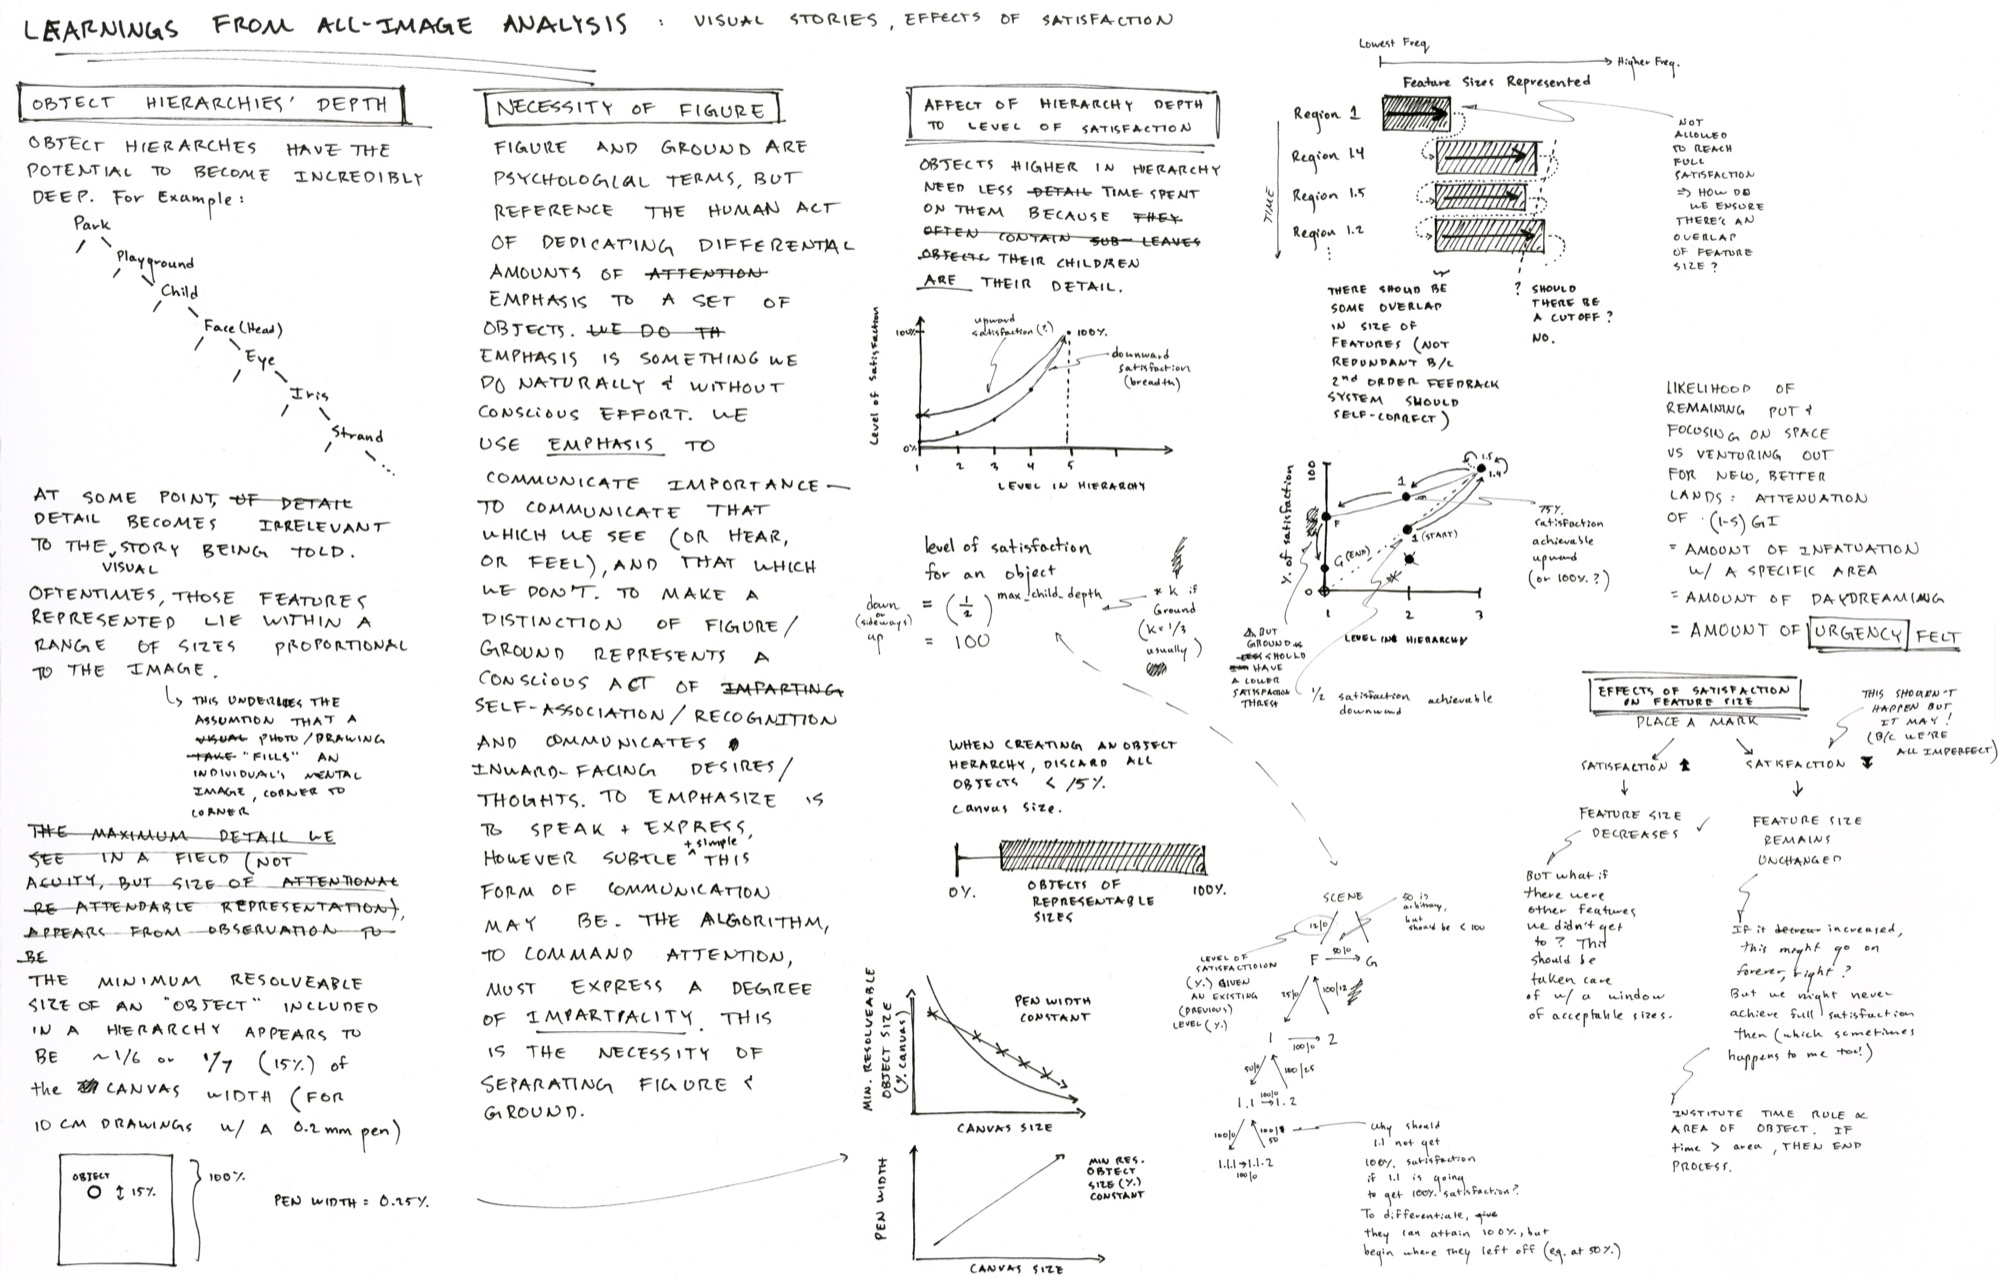 LEARNINGS FROM ALL-IMAGE ANALYSIS : VISUAL STORIES, EFFECTS OF SATISFACTION
OBJECT HIERARCHIES' DEPTH
OBJECT HIERARCHES HAVE THE
POTENTIAL TO BECOME INCREDIBLY
DEEP. For Example:
Park
Playground
Child
Face (Head)
Eye
Iris
Strand
...
AT SOME POINT, OF DETAIL
DETAIL BECOMES IRRELEVANT
TO THE STORY BEING TOLD.
VISUAL
OFTENTIMES, THOSE FEATURES
REPRESENTED LIE WITHIN A
RANGE OF SIZES PROPORTIONAL
TO THE IMAGE.
THIS UNDERLIES THE
ASSUMTION THAT A
VISUAL PHOTO/DRAWING
TAKE "FILLS" AN
INDIVIDUAL'S MENTAL
IMAGE, CORNER TO
CORNER
THE MAXIMUM DETAIL WE
SEE IN A FIELD (NOT
ACUITY, BUT SIZE OF ATTENTIONAL
RE ATTENDABLE REPRESENTATION),
APPEARS FROM OBSERVATION TO
BE
THE MINIMUM RESOLVEABLE
SIZE OF AN "OBJECT" INCLUDED
IN A HIERARCHY APPEARS TO
BE ~1/6 or 1/7 (15%) of
the CANVAS WIDTH (FOR
10 CM DRAWINGS W/ A 0.2mm pen)
OBJECT
15%
100%
PEN WIDTH = 0.25%
NECESSITY OF FIGURE
FIGURE AND GROUND ARE
PSYCHOLOGICAL TERMS, BUT
REFERENCE THE HUMAN ACT
OF DEDICATING DIFFERENTIAL
AMOUNTS OF ATTENTION
EMPHASIS TO A SET OF
OBJECTS. WE DO TH
EMPHASIS IS SOMETHING WE
DO NATURALLY & WITHOUT
CONSCIOUS EFFORT. WE
USE EMPHASIS TO
COMMUNICATE IMPORTANCE—
TO COMMUNICATE THAT
WHICH WE SEE (OR HEAR,
OR FEEL), AND THAT WHICH
WE DON'T. TO MAKE A
DISTINCTION OF FIGURE/
GROUND REPRESENTS A
CONSCIOUS ACT OF IMPARTING
SELF-ASSOCIATION/RECOGNITION
AND COMMUNICATES
INWARD-FACING DESIRES/
THOGHTS. TO EMPHASIZE IS
TO SPEAK + EXPRESS,
+ simple
HOWEVER SUBTLE ^ THIS
FORM OF COMMUNICATION
MAY BE. THE ALGORITHM,
TO COMMAND ATTENTION,
MUST EXPRESS A DEGREE
OF IMPARTIALITY. THIS
IS THE NECESSITY OF
SEPARATING FIGURE &
GROUND.
AFFECT OF HIERARCHY DEPTH
TO LEVEL OF SATISFACTION
OBJECTS HIGHER IN HIERARCHY
NEED LESS DETAIL TIME SPENT
ON THEM BECAUSE THEY
OFTEN CONTAIN SUB-LEAVES
OBJECTS THEIR CHILDREN
ARE THEIR DETAIL.
Level of Satisfaction
100%
0%
upward
satisfaction (?)
100%
downward
satisfaction
(breadth)
1 2 3 4 5
LEVEL IN HIERARCHY
level of satisfaction
for an object
down
or
(sideways)
up
= (1/2) max_child_depth
= 100
* k if
Ground
(k = 1/3
usually)
WHEN CREATING AN OBJECT
HERARCHY, DISCARD ALL
OBJECTS < 15%
canvas size.
0%
OBJECTS OF
REPRESENTABLE
SIZES
100%
MIN. RESOLVEABLE
OBJECT SIZE
(% CANVAS)
PEN WIDTH
CONSTANT
CANVAS SIZE
PEN WIDTH
MIN RES.
OBJECT
SIZE (%)
CONSTANT
CANVAS SIZE
Lowest Freq
Higher Freq.
Feature Sizes Represented
TIME
Region 1
Region 1.4
Region 1.5
Region 1.2
⋮
NOT
ALLOWED
TO REACH
FULL
SATISFACTION
⇒ HOW DO
WE ENSURE
THERE'S AN
OVERLAP
OF FEATURE
SIZE?
THERE SHOULD BE
SOME OVERLAP
IN SIZE OF
FEATURES (NOT
REDUNDANT B/C
2nd ORDER FEEDBACK
SYSTEM SHOULD
SELF-CORRECT)
? SHOULD
THERE BE
A CUTOFF?
NO.
% of satisfaction
100
0
F
G (END)
1
1 (START)
1.5
1.4
1 2 3
LEVEL IN HIERARCHY
75%
satisfaction
achievable
upward
(or 100%?)
BUT
GROUND
LESS SHOULD
HAVE
A LOWER
SATISFACTION
THRESH
1/2 satisfaction achievable
downward
LIKELIHOOD OF
REMAINING PUT &
FOCUSING ON SPACE
VS VENTURING OUT
FOR NEW, BETTER
LANDS: ATTENUATION
OF (1-S) GI
= AMOUNT OF INFATUATION
W/ A SPECIFIC AREA
= AMOUNT OF DAYDREAMING
= AMOUNT OF URGENCY FELT
EFFECTS OF SATISFACTION
ON FEATURE SIZE
PLACE A MARK
THIS SHOULDN'T
HAPPEN BUT
IT MAY!
(B/C WE'RE
ALL IMPERFECT)
SATISFACTION ↑
FEATURE SIZE
DECREASES ✓
BUT what if
there were
other features
we didn't get
to? This
should be
taken care
of w/ a window
of acceptable sizes.
SATISFACTION ↓
FEATURE SIZE
REMAINS
UNCHANGED
If it decrease increased,
this might go on
forever, right?
But we might never
achieve full satisfaction
then (which sometimes
happens to me too!)
INSTITUTE TIME RULE ∝
AREA OF OBJECT. IF
time > area, THEN END
PROCESS.
SCENE
12/0
50/0
F → G
50 is
arbitrary,
but
should be < 100
LEVEL OF
SATISFACTIOION
(%) GIVEN
AN EXISTING
(PREVIOUS)
LEVEL (%)
25/0
100/12
1 → 2
100/0
50/0
100/25
1.1 → 1.2
100/0
100/0
100/
50
1.1.1 → 1.1.2
100/0
Why should
1.1 not get
100% satisfaction
if 1.1 is going
to get 100% satisfaction?
To differentiate, give
they can attain 100%, but
begin where they left off (eg. at 50%)